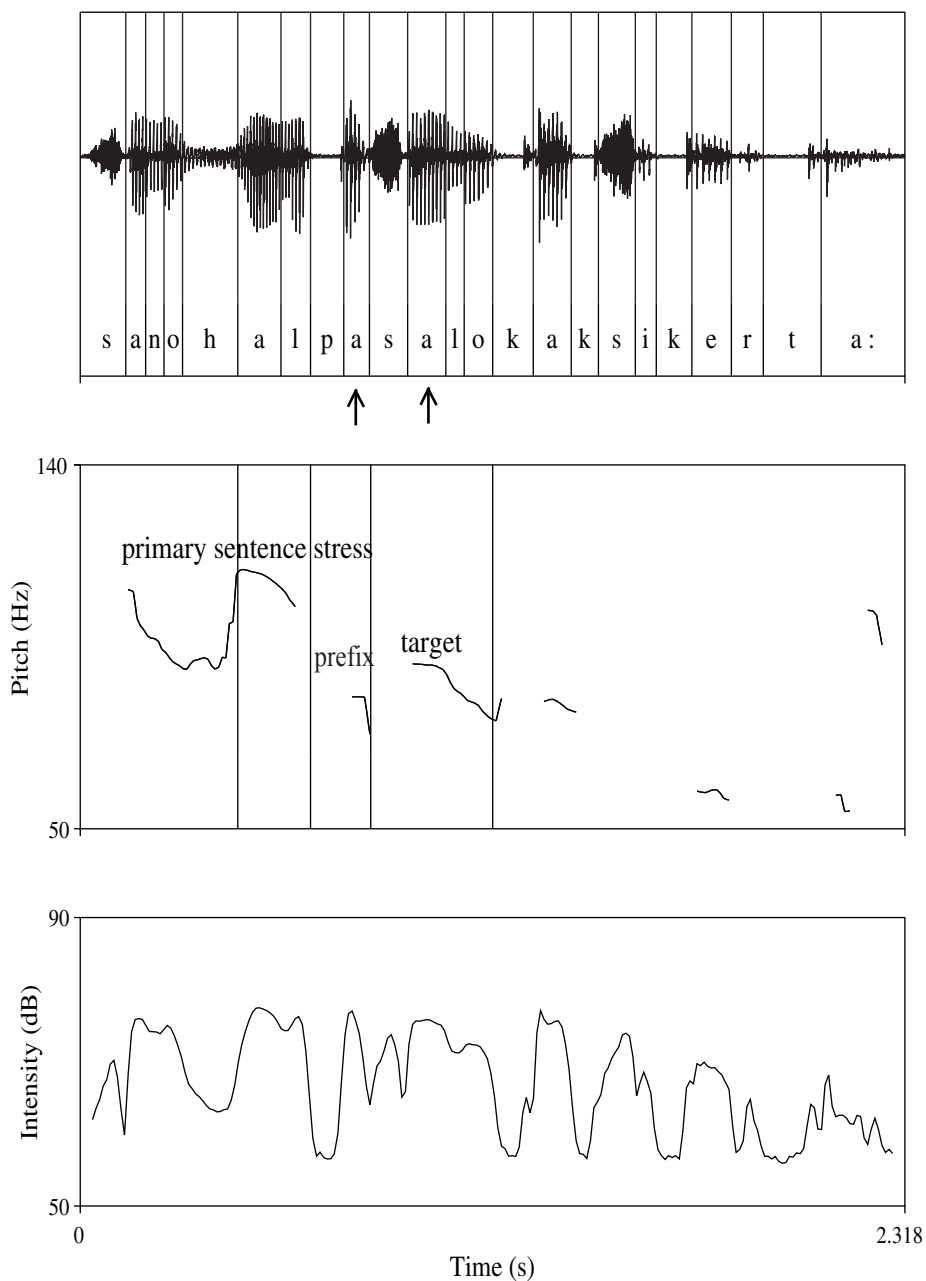 s a n o h a l p a s a l o k a k s i k e r t a:
140
primary sentence stress
target
prefix
Pitch (Hz)
50
90
Intensity (dB)
50
0 2.318
Time (s)